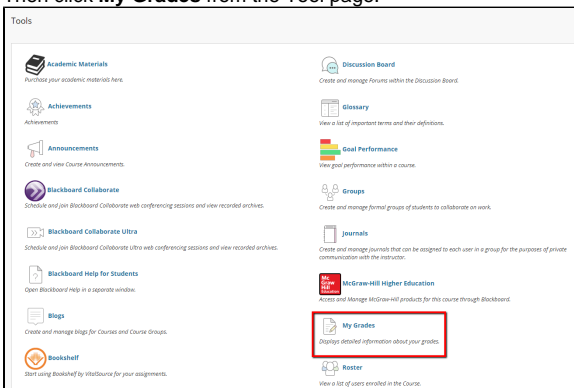 Then click My Grades from the Tool page.
Tools
Academic Materials
Purchase your academic materials here.
Achievements
Achievements
Announcements
Create and view Course Announcements.
Blackboard Collaborate
Schedule and join Blackboard Collaborate web conferencing sessions and view recorded archives.
Blackboard Collaborate Ultra
Schedule and join Blackboard Collaborate Ultra web conferencing sessions and view recorded archives.
Blackboard Help for Students
Open Blackboard Help in a separate window.
Blogs
Create and manage blogs for Courses and Course Groups.
Bookshelf
Start using Bookshelf by VitalSource for your assignments.
Discussion Board
Create and manage Forums within the Discussion Board.
Glossary
View a list of important terms and their definitions.
Goal Performance
View goal performance within a course.
Groups
Create and manage formal groups of students to collaborate on work.
Journals
Create and manage journals that can be assigned to each user in a group for the purposes of private
communication with the instructor.
Mc
Graw
Hill
Education
McGraw-Hill Higher Education
Access and Manage McGraw-Hill products for this course through Blackboard.
My Grades
Displays detailed information about your grades.
Roster
View a list of users enrolled in the Course.